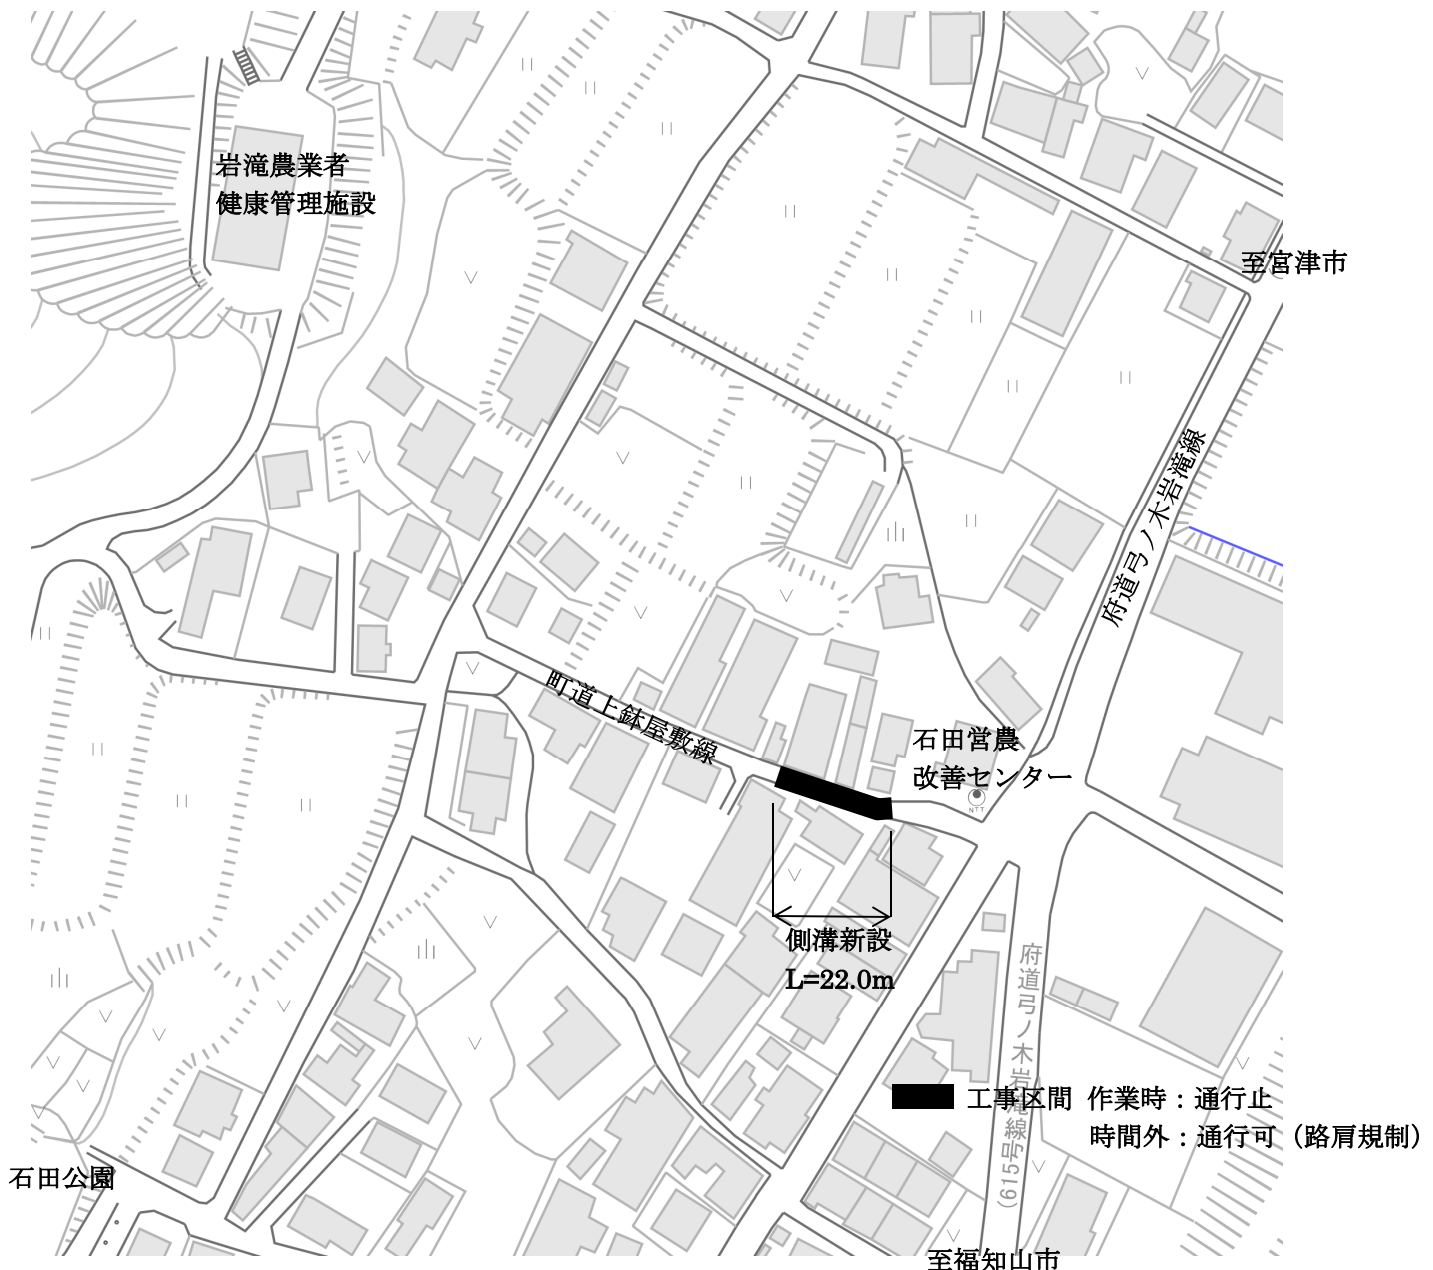 岩滝農業者
健康管理施設
至宮津市
府道弓ノ木岩滝線
町道上鉢屋敷線
石田営農
改善センター
NTT
側溝新設
L=22.0m
府道弓ノ木岩滝線
(615号)
工事区間 作業時：通行止
時間外：通行可（路肩規制）
石田公園
至福知山市